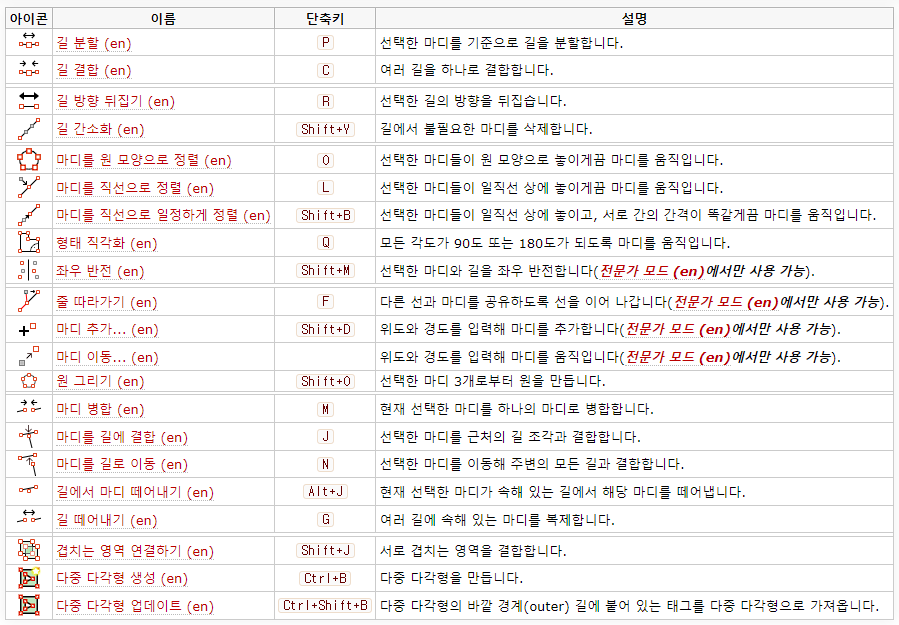 아이콘 이름 단축키 설명
길 분할 (en) P 선택한 마디를 기준으로 길을 분할합니다.
길 결합 (en) C 여러 길을 하나로 결합합니다.
길 방향 뒤집기 (en) R 선택한 길의 방향을 뒤집습니다.
길 간소화 (en) Shift+Y 길에서 불필요한 마디를 삭제합니다.
마디를 원 모양으로 정렬 (en) O 선택한 마디들이 원 모양으로 놓이게끔 마디를 움직입니다.
마디를 직선으로 정렬 (en) L 선택한 마디들이 일직선 상에 놓이게끔 마디를 움직입니다.
마디를 직선으로 일정하게 정렬 (en) Shift+B 선택한 마디들이 일직선 상에 놓이고, 서로 간의 간격이 똑같게끔 마디를 움직입니다.
형태 직각화 (en) Q 모든 각도가 90도 또는 180도가 되도록 마디를 움직입니다.
좌우 반전 (en) Shift+M 선택한 마디와 길을 좌우 반전합니다(전문가 모드 (en)에서만 사용 가능).
줄 따라가기 (en) F 다른 선과 마디를 공유하도록 선을 이어 나갑니다(전문가 모드 (en)에서만 사용 가능).
마디 추가... (en) Shift+D 위도와 경도를 입력해 마디를 추가합니다(전문가 모드 (en)에서만 사용 가능).
마디 이동... (en) 위도와 경도를 입력해 마디를 움직입니다(전문가 모드 (en)에서만 사용 가능).
원 그리기 (en) Shift+O 선택한 마디 3개로부터 원을 만듭니다.
마디 병합 (en) M 현재 선택한 마디를 하나의 마디로 병합합니다.
마디를 길에 결합 (en) J 선택한 마디를 근처의 길 조각과 결합합니다.
마디를 길로 이동 (en) N 선택한 마디를 이동해 주변의 모든 길과 결합합니다.
길에서 마디 떼어내기 (en) Alt+J 현재 선택한 마디가 속해 있는 길에서 해당 마디를 떼어냅니다.
길 떼어내기 (en) G 여러 길에 속해 있는 마디를 복제합니다.
겹치는 영역 연결하기 (en) Shift+J 서로 겹치는 영역을 결합합니다.
다중 다각형 생성 (en) Ctrl+B 다중 다각형을 만듭니다.
다중 다각형 업데이트 (en) Ctrl+Shift+B 다중 다각형의 바깥 경계(outer) 길에 붙어 있는 태그를 다중 다각형으로 가져옵니다.